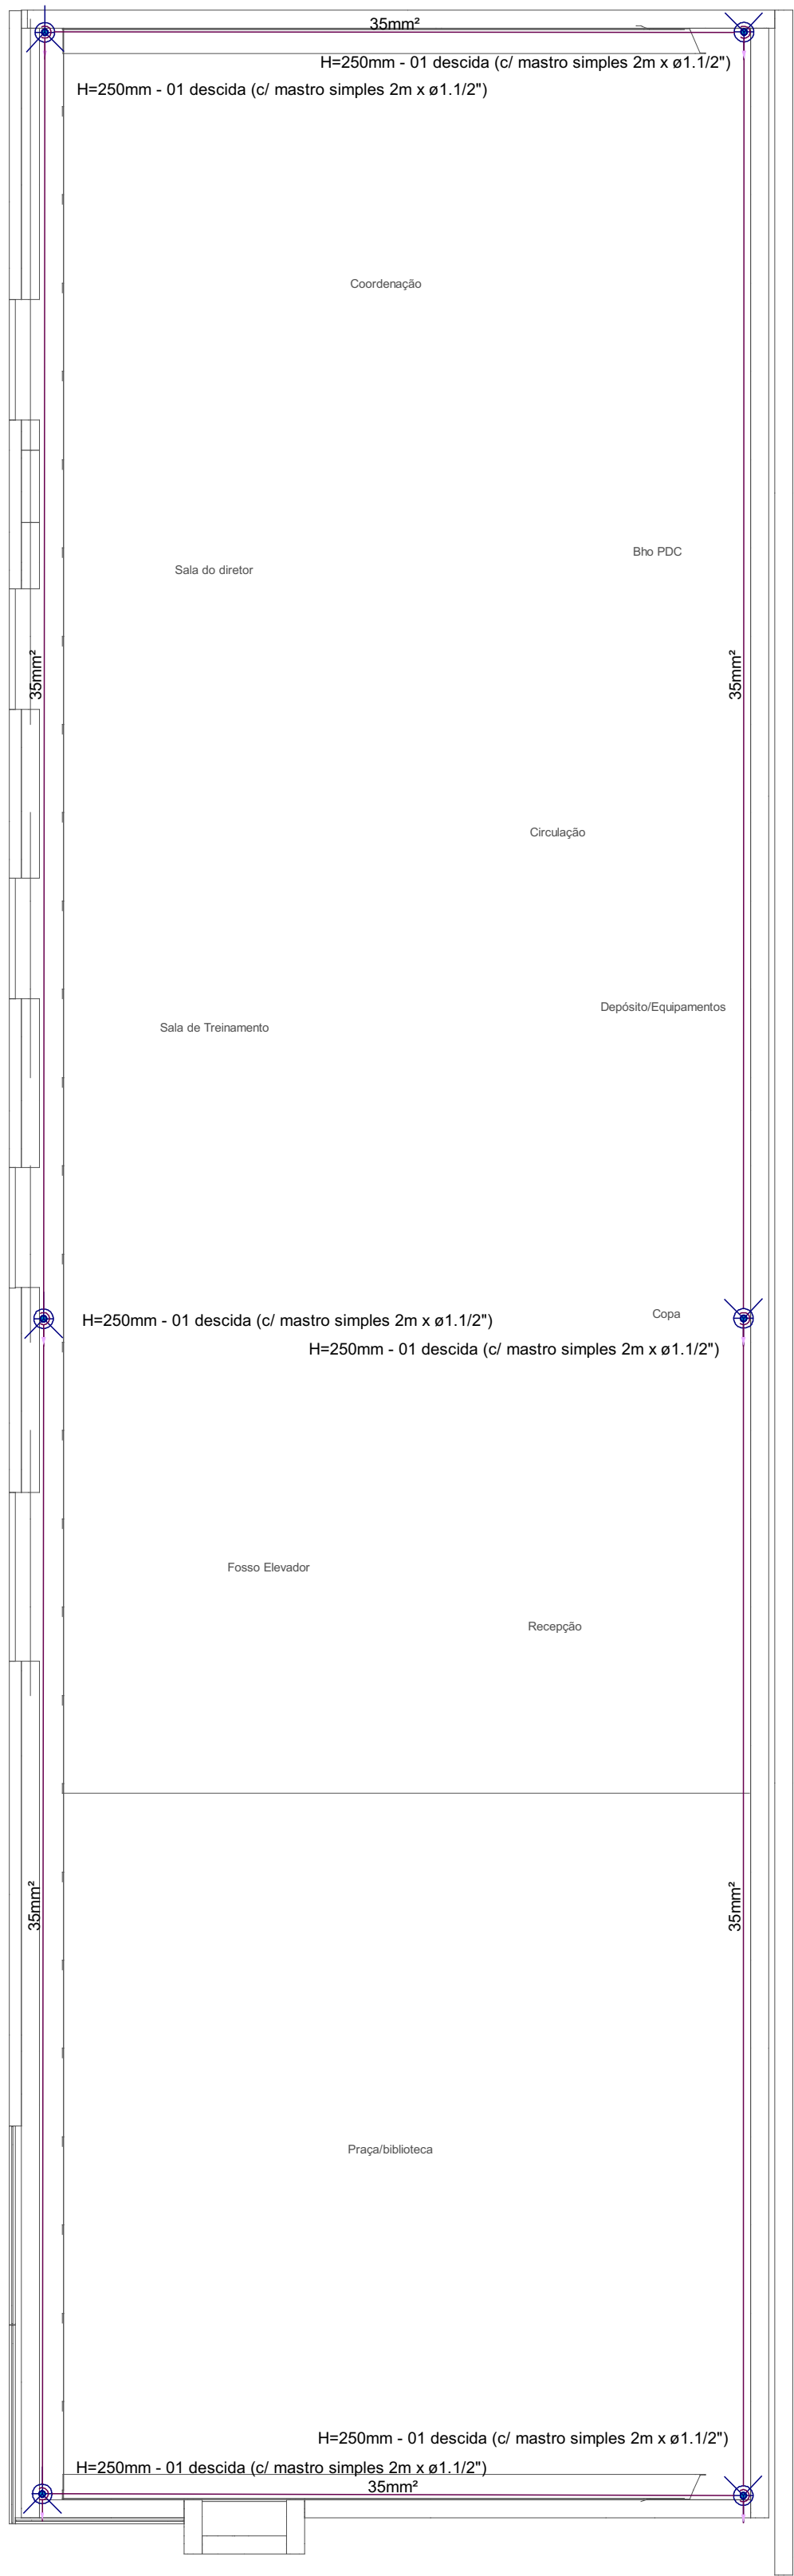 35mm²
H=250mm - 01 descida (c/ mastro simples 2m x ø1.1/2")
H=250mm - 01 descida (c/ mastro simples 2m x ø1.1/2")
Coordenação
Bho PDC
Sala do diretor
35mm²
35mm²
Circulação
Depósito/Equipamentos
Sala de Treinamento
Copa
H=250mm - 01 descida (c/ mastro simples 2m x ø1.1/2")
H=250mm - 01 descida (c/ mastro simples 2m x ø1.1/2")
Fosso Elevador
Recepção
35mm²
35mm²
Praça/biblioteca
H=250mm - 01 descida (c/ mastro simples 2m x ø1.1/2")
H=250mm - 01 descida (c/ mastro simples 2m x ø1.1/2")
35mm²